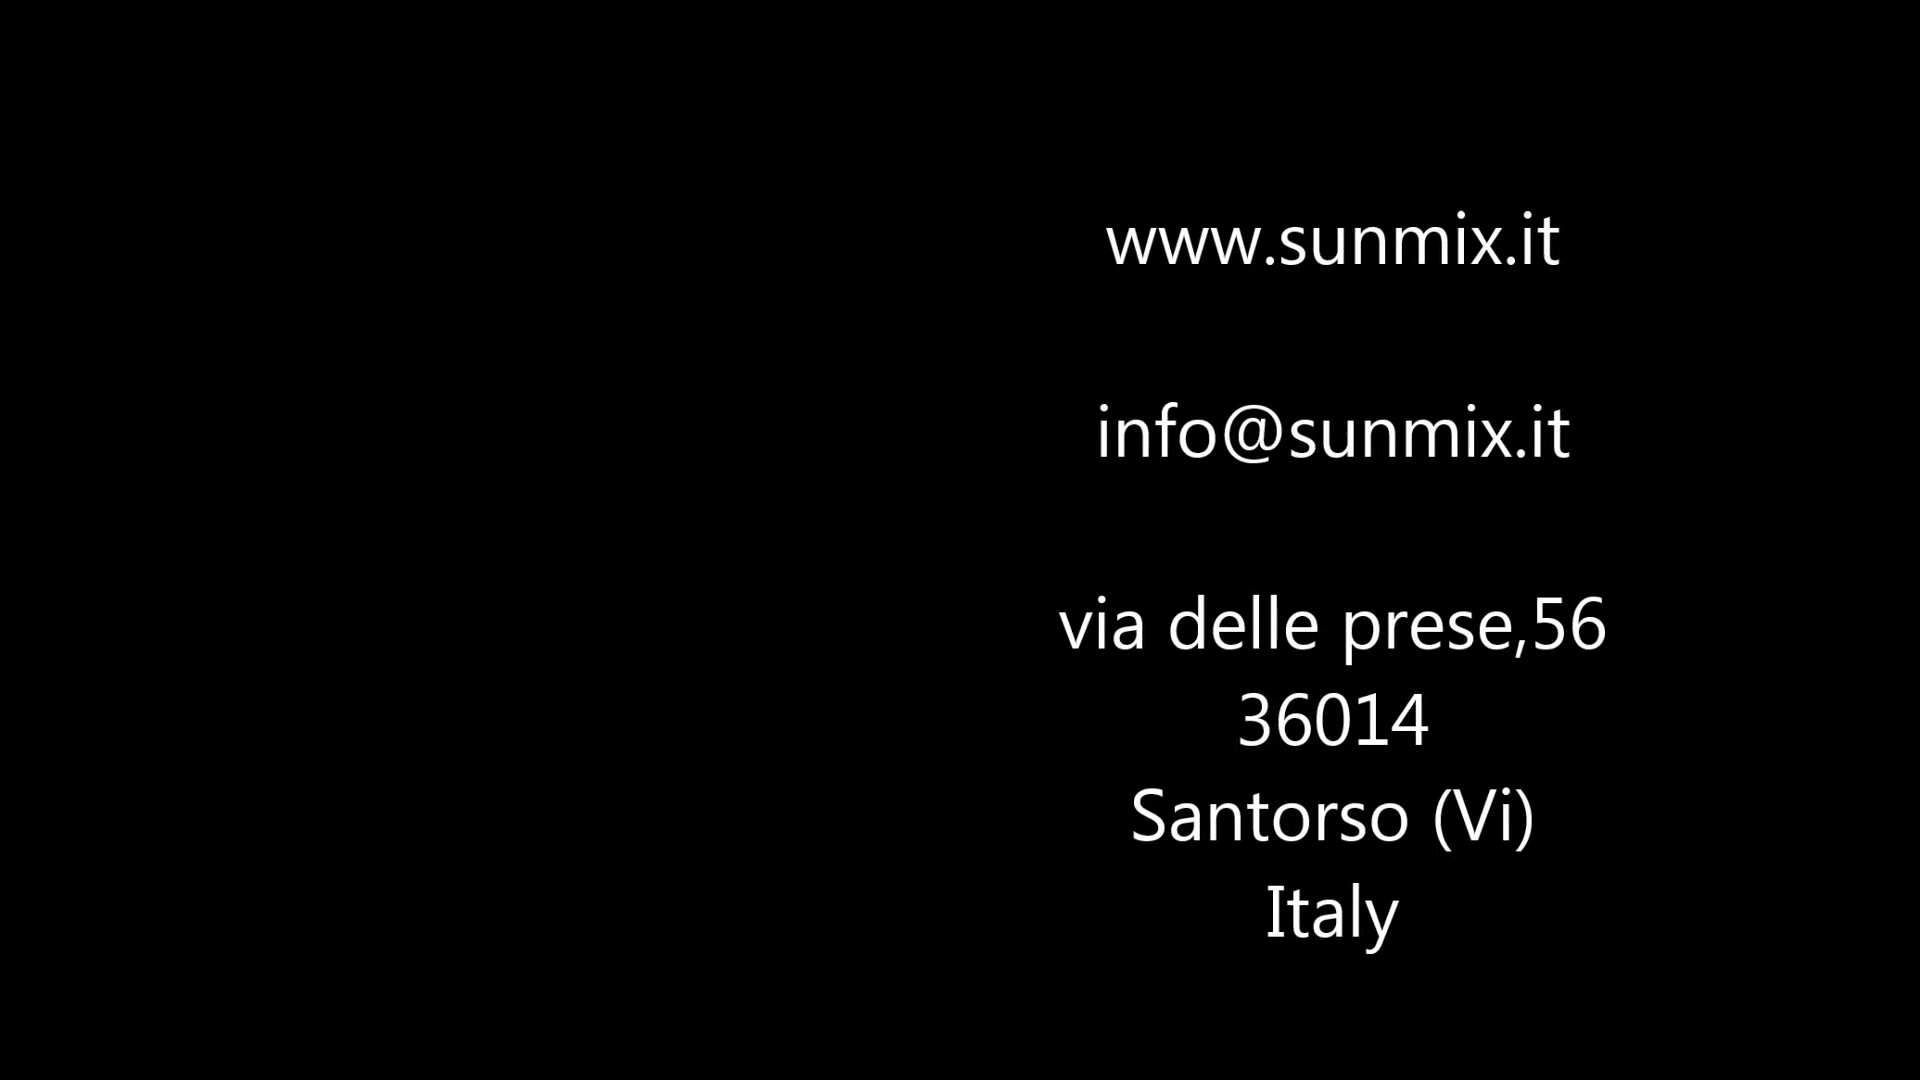 www.sunmix.it
info@sunmix.it
via delle prese,56
36014
Santorso (Vi)
Italy